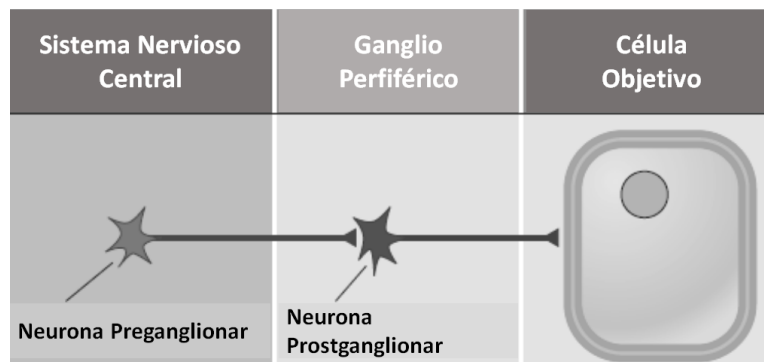 Sistema Nervioso
Central
Ganglio
Perfiférico
Célula
Objetivo
Neurona Preganglionar
Neurona
Prostganglionar